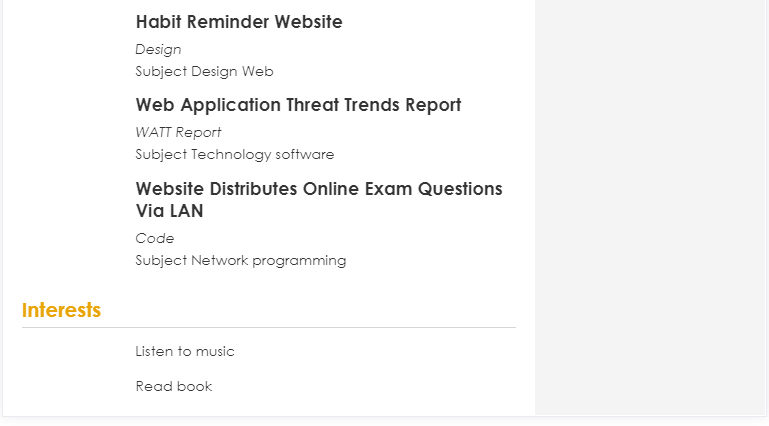 Habit Reminder Website
Design
Subject Design Web
Web Application Threat Trends Report
WATT Report
Subject Technology software
Website Distributes Online Exam Questions
Via LAN
Code
Subject Network programming
Interests
Listen to music
Read book